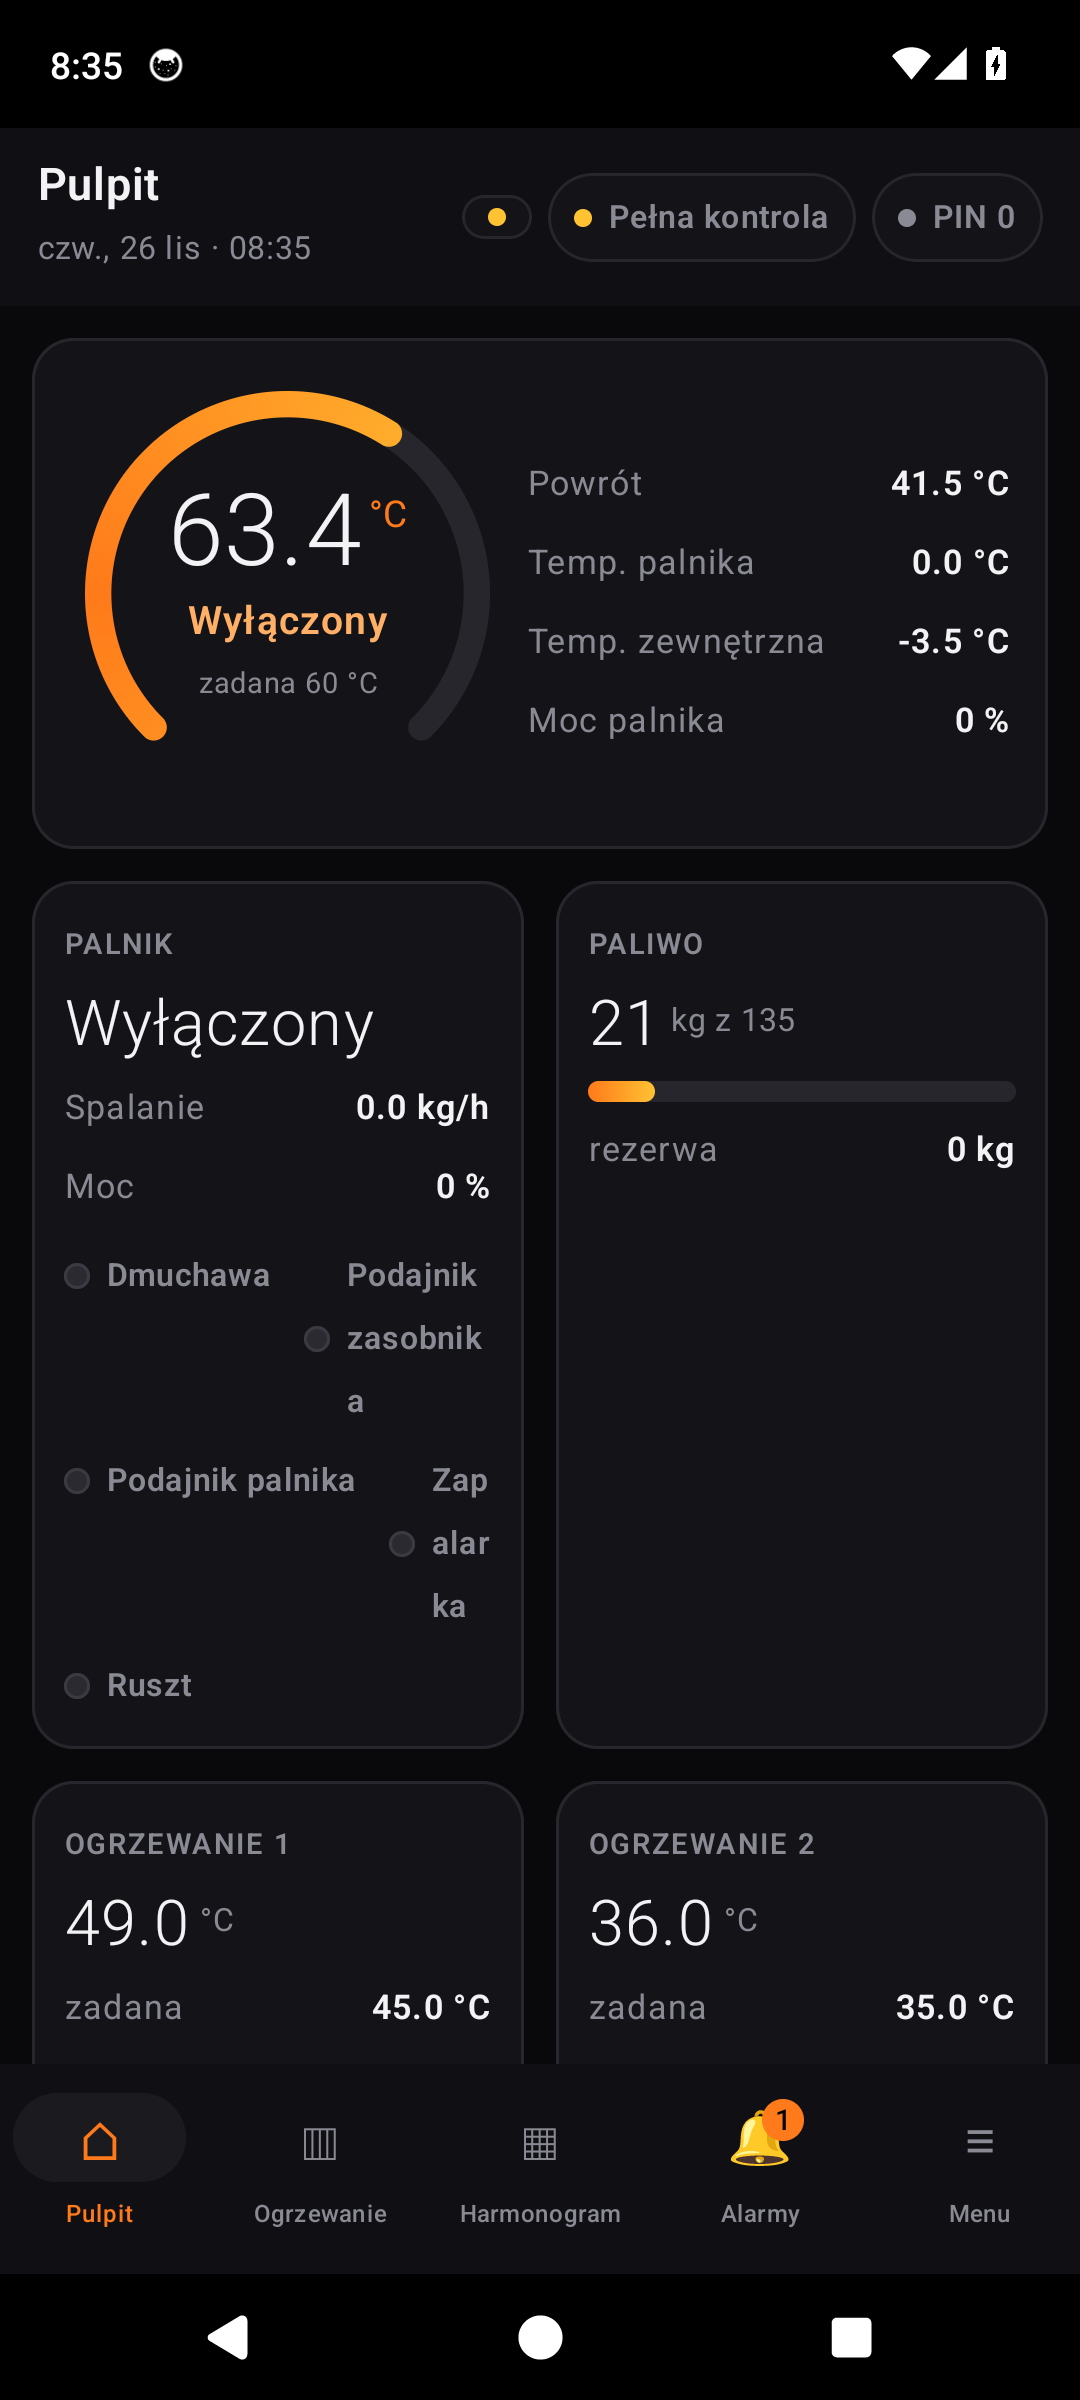 8:35
Pulpit
czw., 26 lis · 08:35
Pełna kontrola
PIN 0
63.4 °C
Wyłączony
zadana 60 °C
Powrót 41.5 °C
Temp. palnika 0.0 °C
Temp. zewnętrzna -3.5 °C
Moc palnika 0 %
PALNIK
Wyłączony
Spalanie 0.0 kg/h
Moc 0 %
Dmuchawa
Podajnik
zasobnik
a
Podajnik palnika
Zap
alar
ka
Ruszt
PALIWO
21 kg z 135
rezerwa 0 kg
OGRZEWANIE 1
49.0 °C
zadana 45.0 °C
OGRZEWANIE 2
36.0 °C
zadana 35.0 °C
Pulpit
Ogrzewanie
Harmonogram
1
Alarmy
Menu